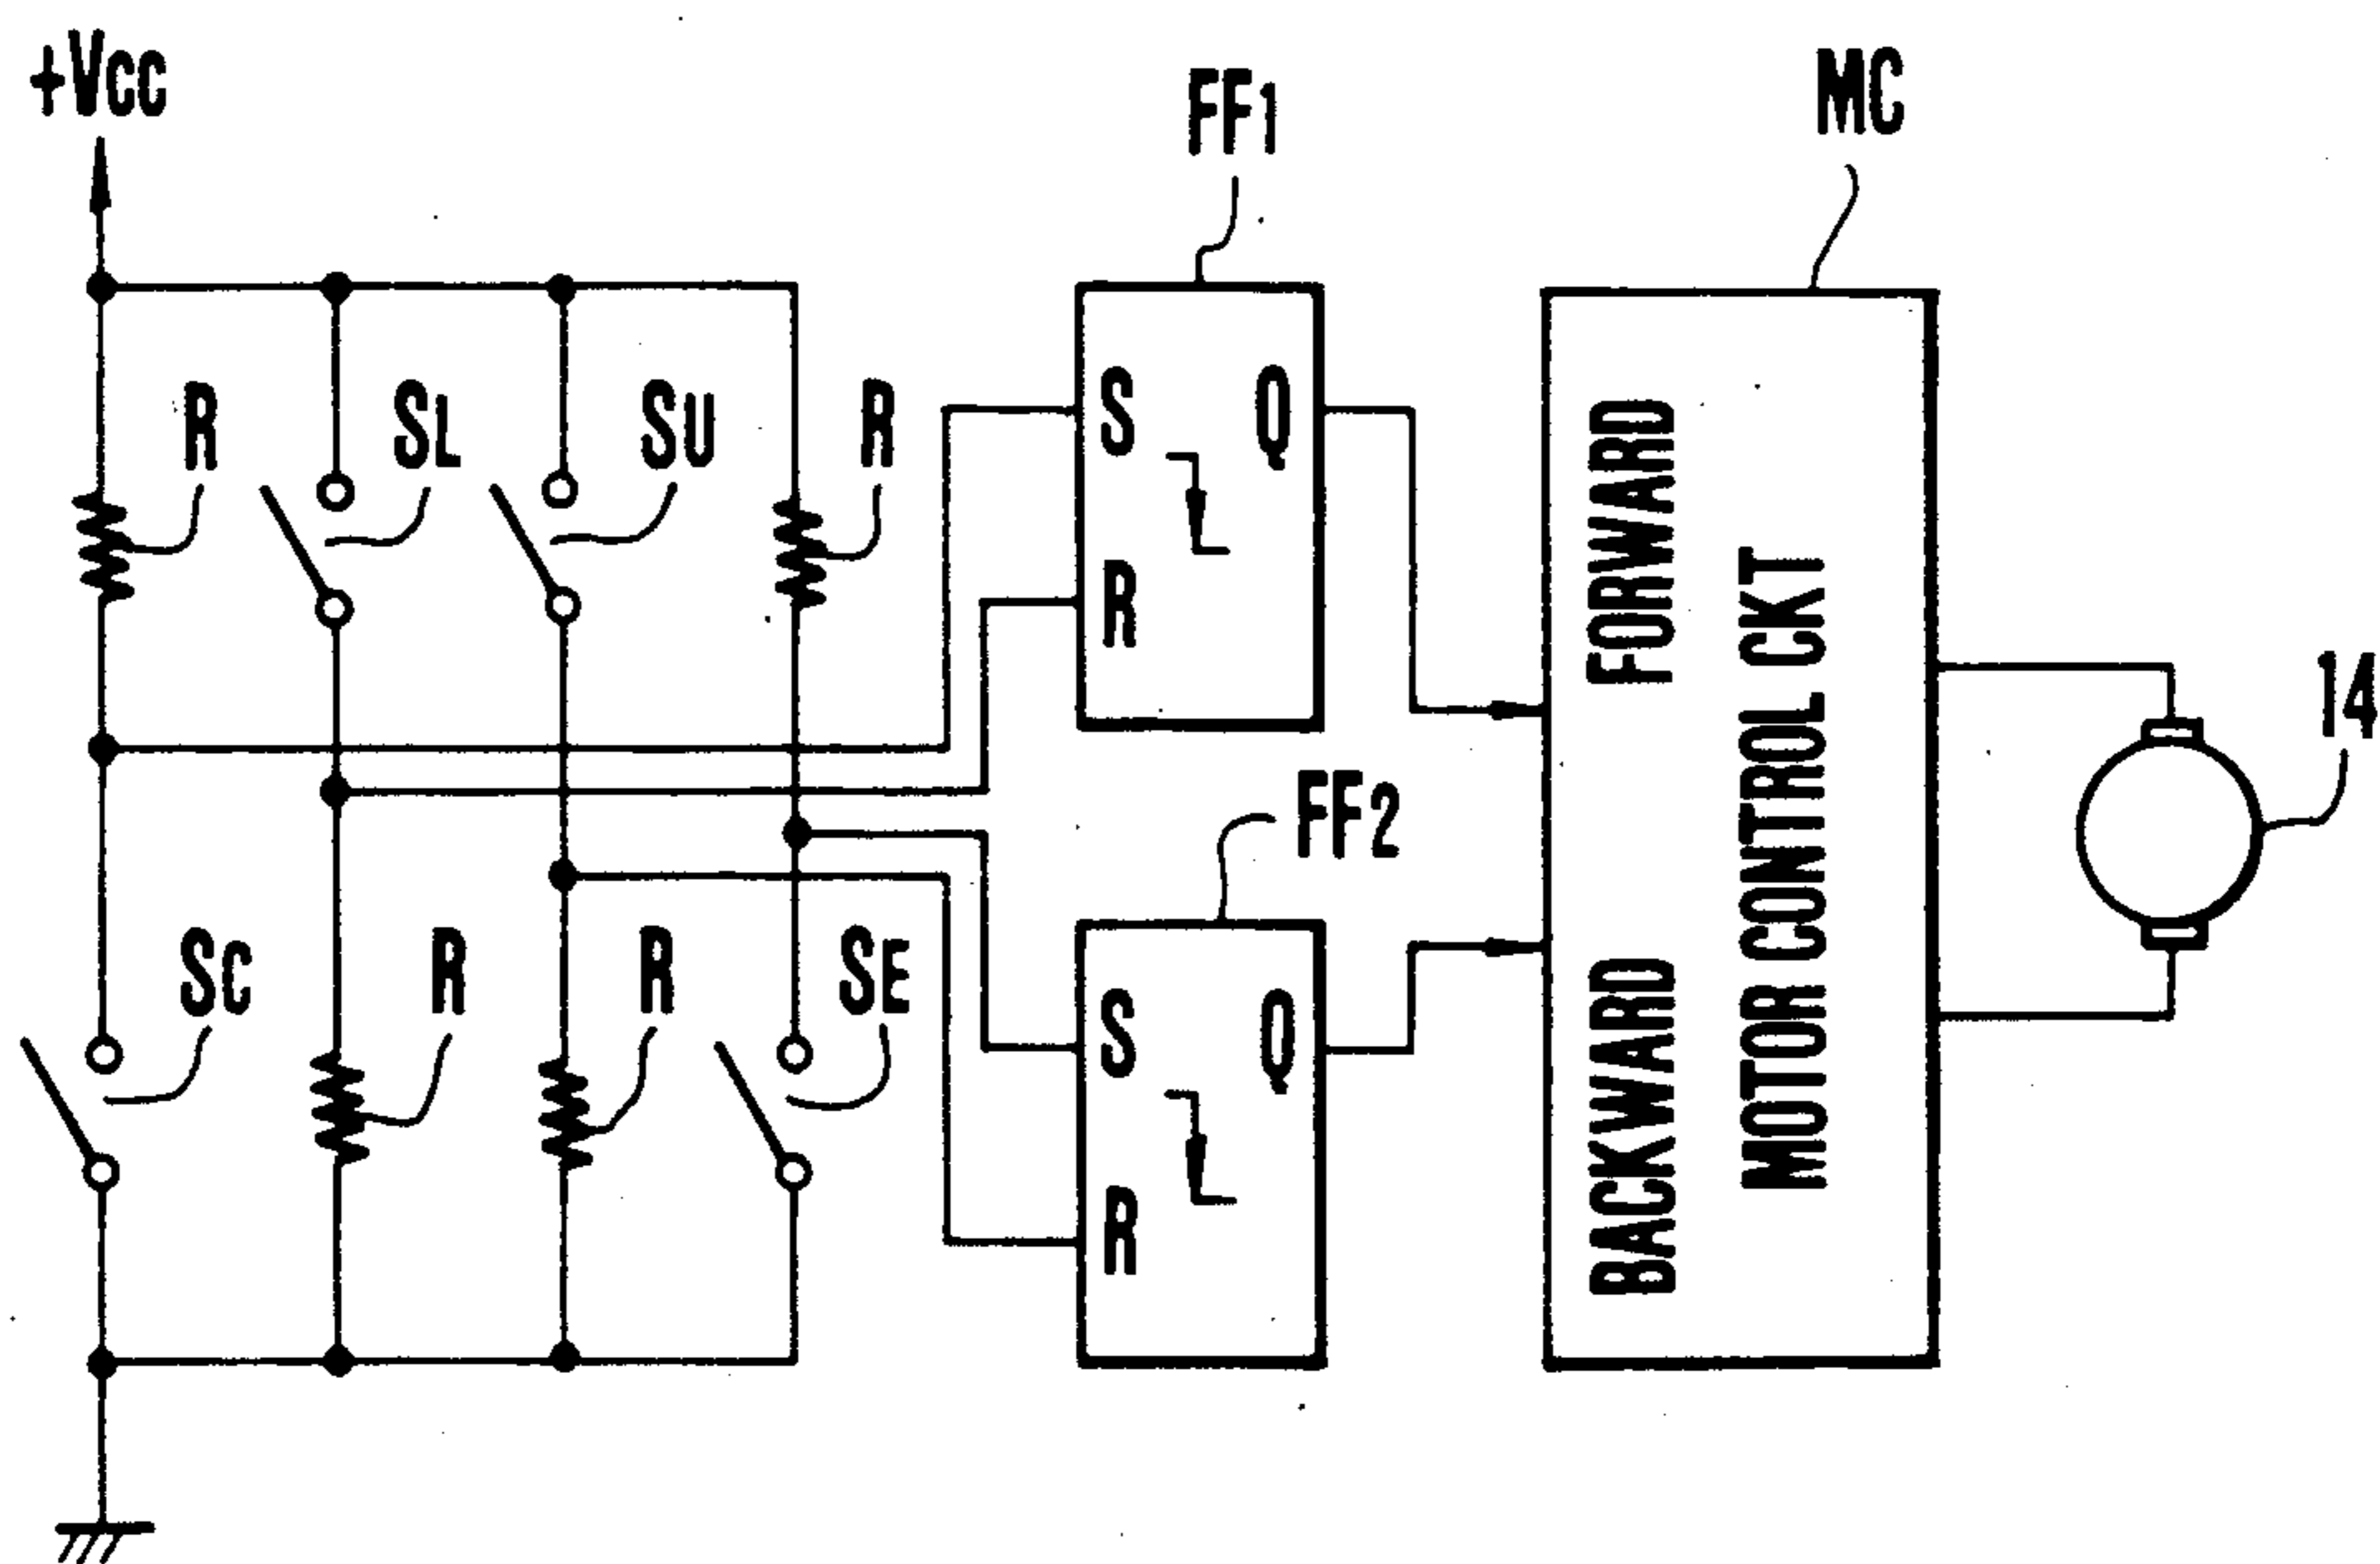 +VCC
FF1
MC
R
SL
SU
R
S
Q
R
FORWARD
MOTOR CONTROL CKT
14
FF2
SC
R
R
SE
S
Q
R
BACKWARD